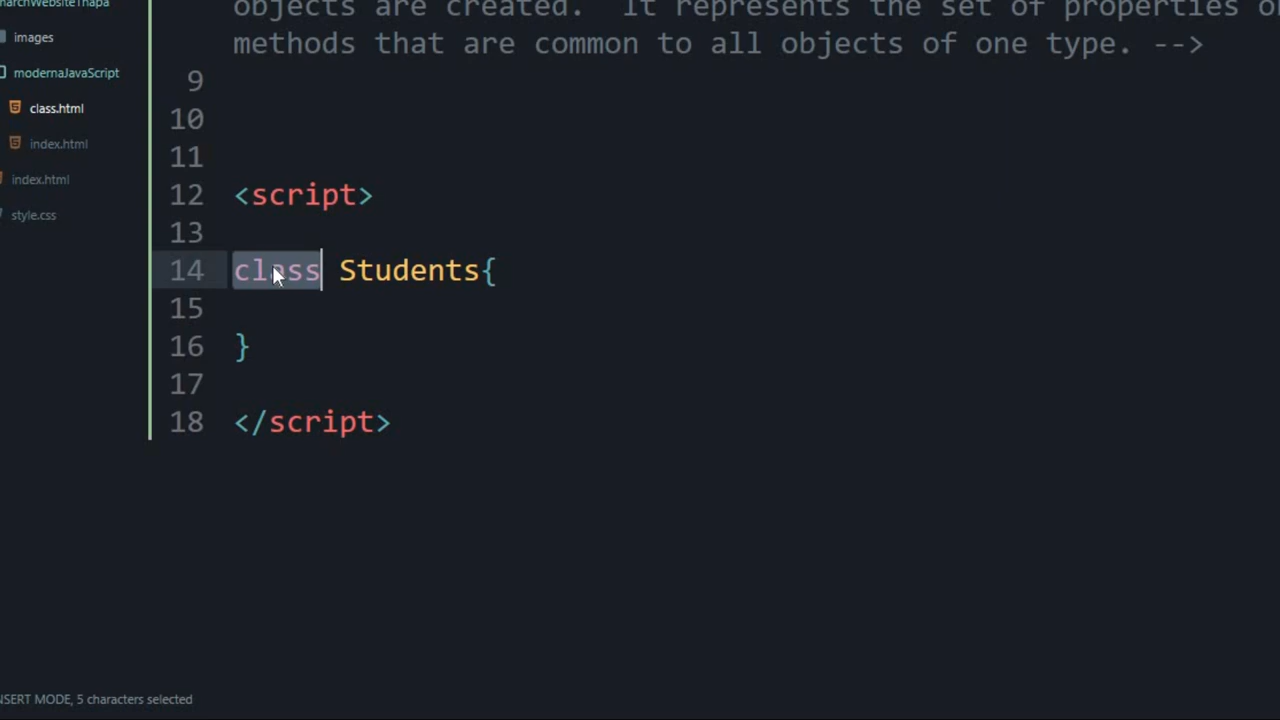 images
modernaJavaScript
class.html
index.html
index.html
style.css
objects are created. It represents the set of properties
methods that are common to all objects of one type. -->
9
10
11
12 <script>
13
14 class Students{
15
16 }
17
18 </script>
NSERT MODE, 5 characters selected